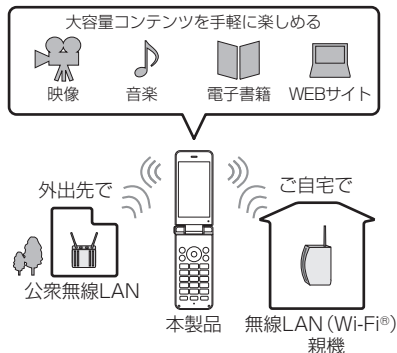 大容量コンテンツを手軽に楽しめる
映像
音楽
電子書籍
WEBサイト
外出先で
ご自宅で
公衆無線LAN
本製品
無線LAN(Wi-Fi®)
親機